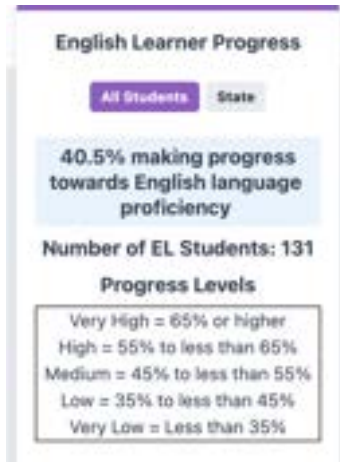 English Learner Progress
All Students State
40.5% making progress
towards English language
proficiency
Number of EL Students: 131
Progress Levels
Very High = 65% or higher
High = 55% to less than 65%
Medium = 45% to less than 55%
Low = 35% to less than 45%
Very Low = Less than 35%